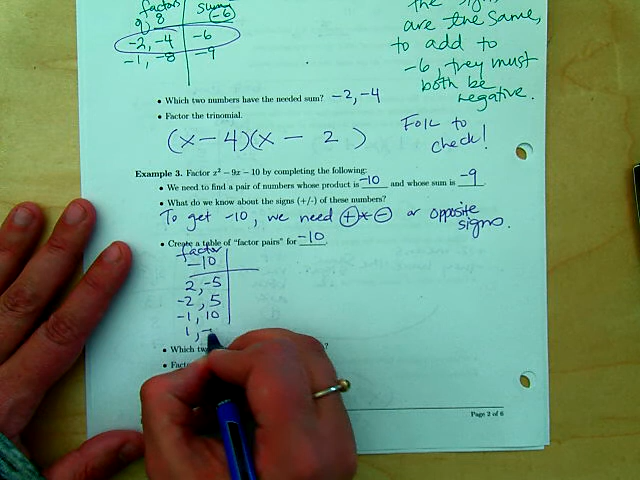 factors
of 8
sum
(-6)
-2, -4
-6
-1, -8
-9
are the same,
to add to
-6, they must
both be
negative.
• Which two numbers have the needed sum? -2, -4
• Factor the trinomial.
(x - 4)(x - 2)
FOIL to
check!
Example 3. Factor x² − 9x − 10 by completing the following:
• We need to find a pair of numbers whose product is -10 and whose sum is -9.
• What do we know about the signs (+/-) of these numbers?
To get -10, we need + * - or opposite
signs.
• Create a table of "factor pairs" for -10.
factor
-10
2, -5
-2, 5
-1, 10
1, -
• Which tw
?
• Fac
Page 2 of 6